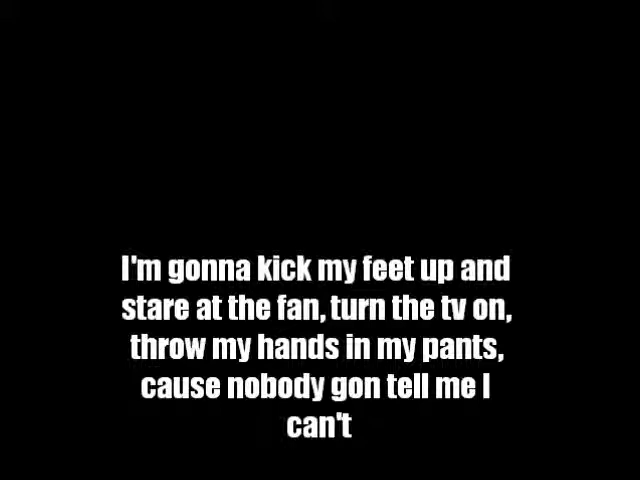 I'm gonna kick my feet up and
stare at the fan, turn the tv on,
throw my hands in my pants,
cause nobody gon tell me I
can't